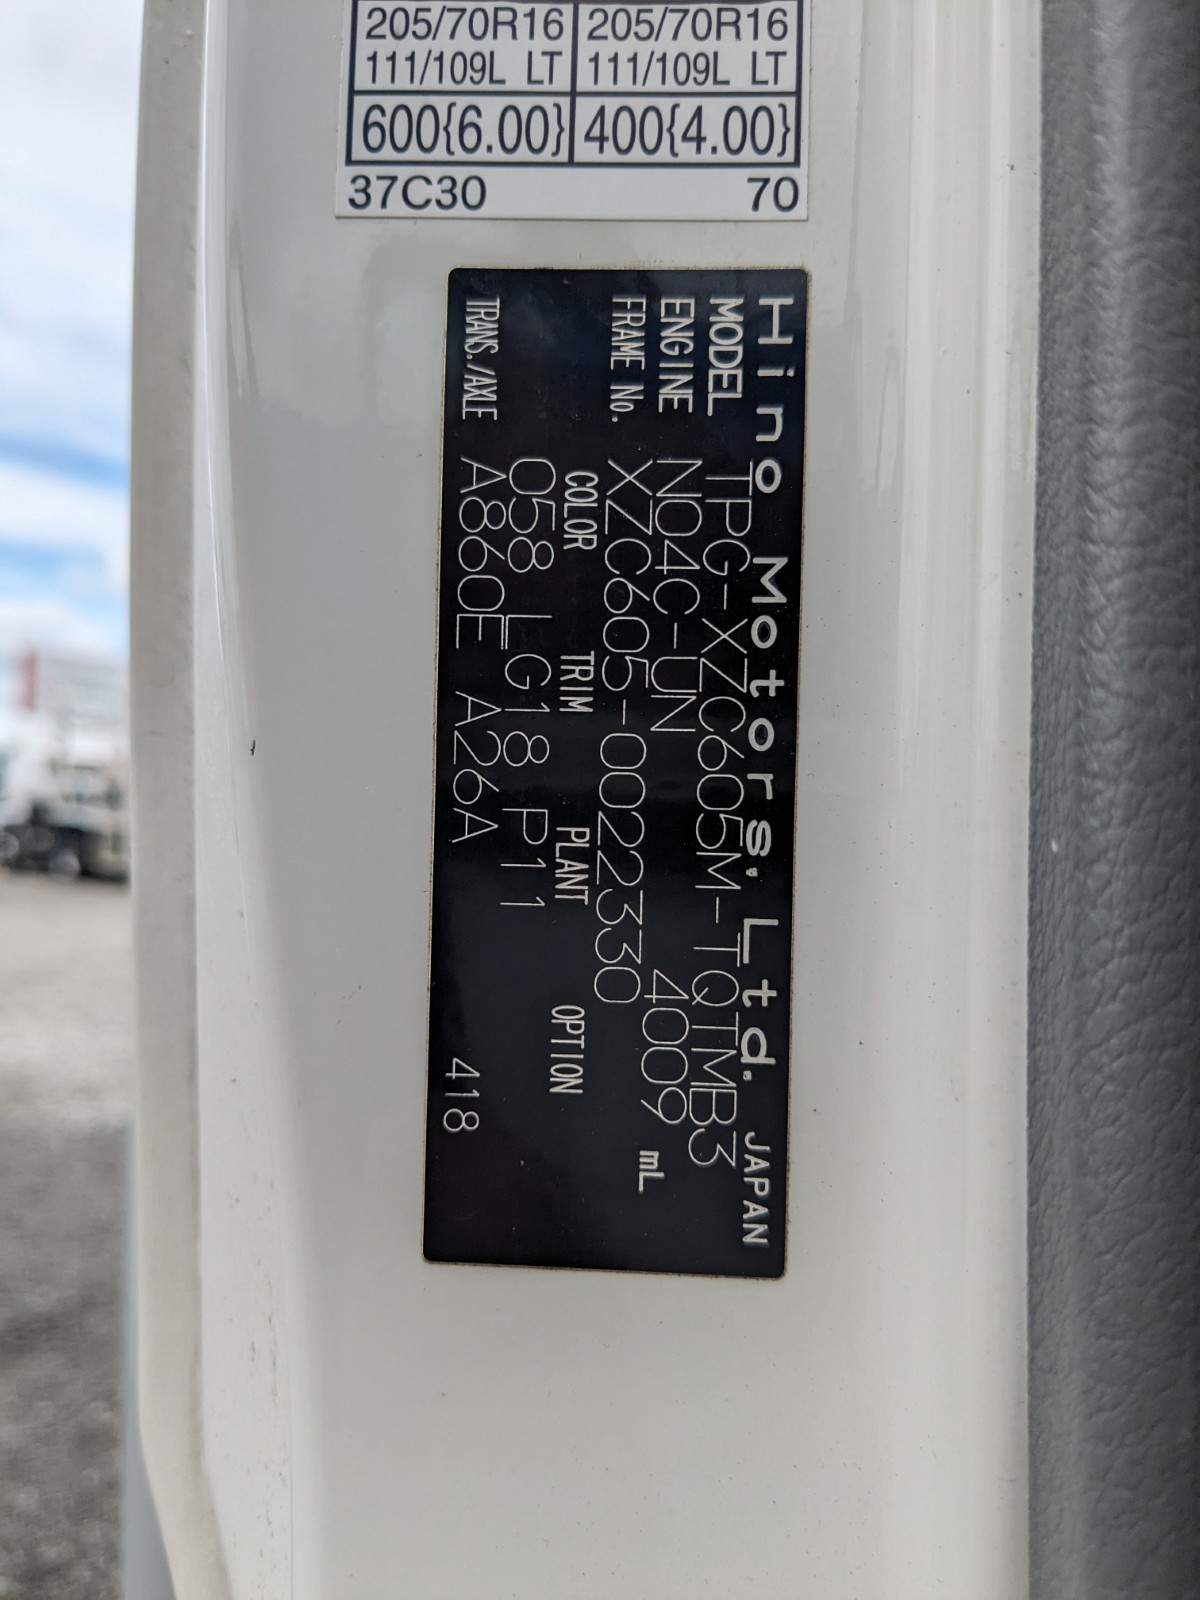 205/70R16 205/70R16
111/109L LT 111/109L LT
600{6.00} 400{4.00}
37C30 70
Hino Motors, Ltd. JAPAN
MODEL TPG-XZC605M-TQTMB3
ENGINE N04C-UN 4009 mL
FRAME No. XZC605-0022330
COLOR TRIM PLANT OPTION
058 LG18 P11
TRANS./AXLE A860E A26A 418